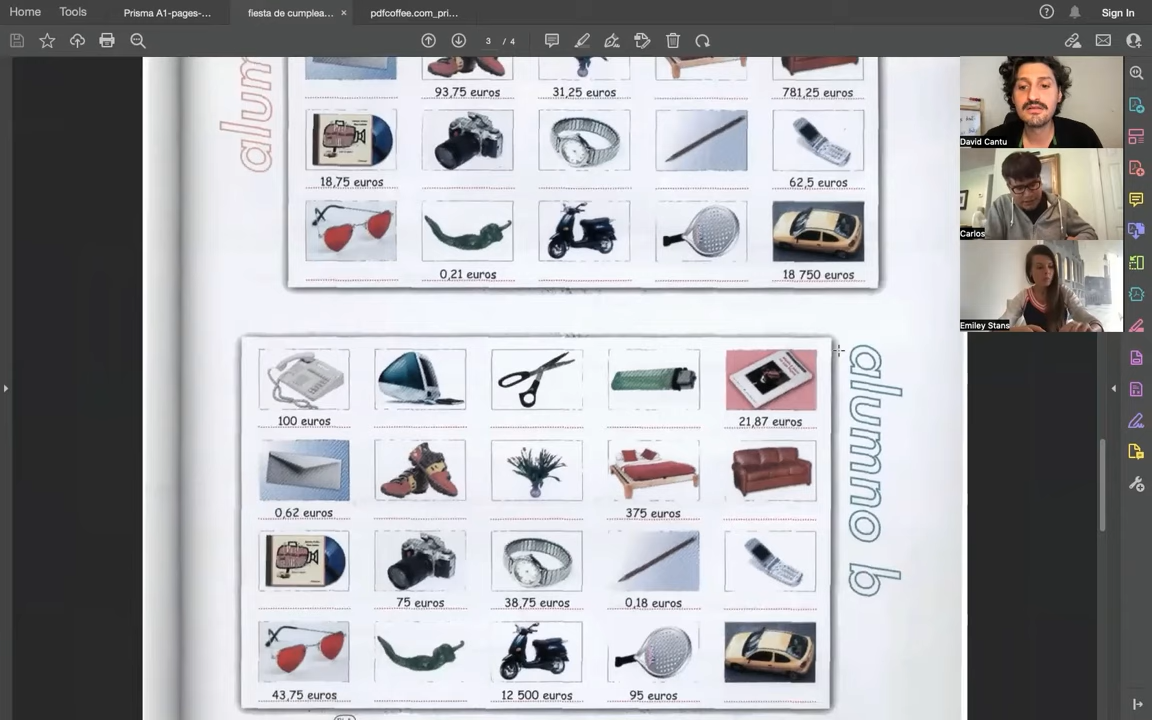 Home Tools Prisma A1-pages-... fiesta de cumplea... × pdfcoffee.com_pri... Sign In
3 / 4
93,75 euros 31,25 euros 781,25 euros
18,75 euros 62,5 euros
0,21 euros 18 750 euros
alum
David Cantu
Carlos
Emiley Stans
100 euros 21,87 euros
0,62 euros 375 euros
75 euros 38,75 euros 0,18 euros
43,75 euros 12 500 euros 95 euros
alumno b